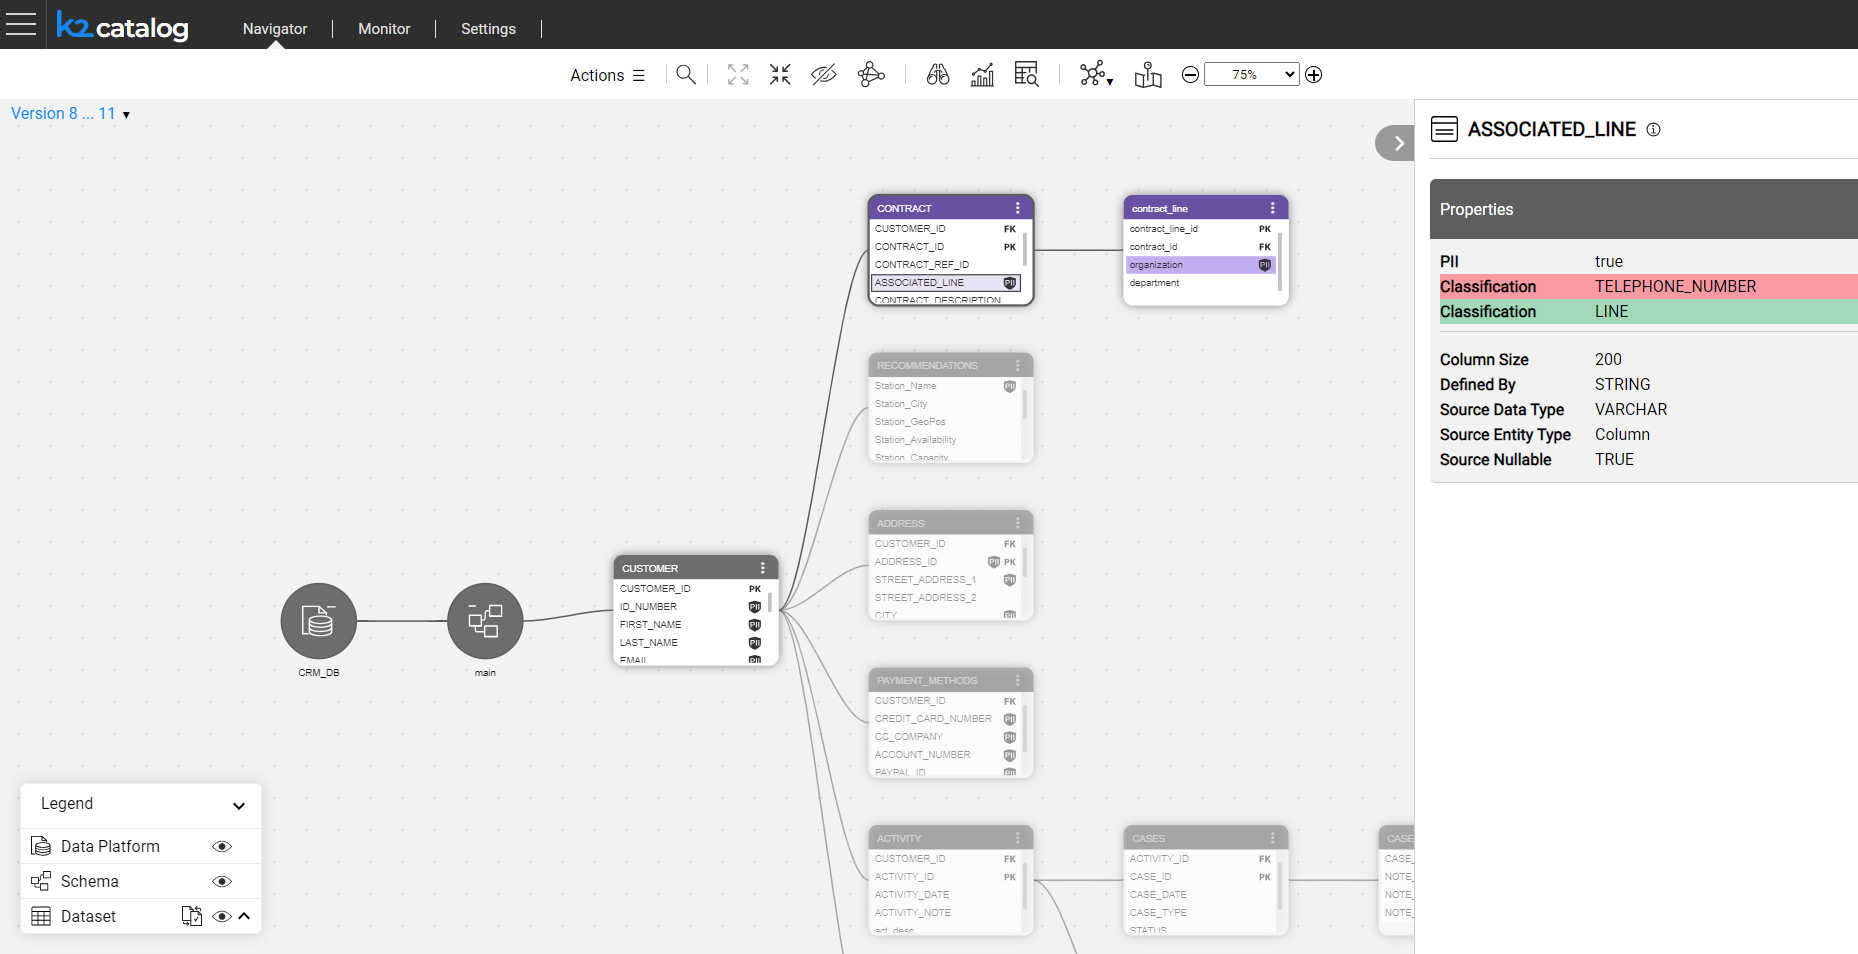 k2catalog
Navigator
Monitor
Settings
Actions
75%
Version 8 ... 11
ASSOCIATED_LINE
Properties
PII true
Classification TELEPHONE_NUMBER
Classification LINE
Column Size 200
Defined By STRING
Source Data Type VARCHAR
Source Entity Type Column
Source Nullable TRUE
CONTRACT
CUSTOMER_ID FK
CONTRACT_ID PK
CONTRACT_REF_ID
ASSOCIATED_LINE PII
CONTRACT_DESCRIPTION
contract_line
contract_line_id PK
contract_id FK
organization PII
department
RECOMMENDATIONS
Station_Name PII
Station_City
Station_GeoPos
Station_Availability
Station_Capacity
ADDRESS
CUSTOMER_ID FK
ADDRESS_ID PII PK
STREET_ADDRESS_1 PII
STREET_ADDRESS_2
CITY PII
CUSTOMER
CUSTOMER_ID PK
ID_NUMBER PII
FIRST_NAME PII
LAST_NAME PII
EMAIL PII
CRM_DB
main
PAYMENT_METHODS
CUSTOMER_ID FK
CREDIT_CARD_NUMBER PII
CC_COMPANY PII
ACCOUNT_NUMBER PII
PAYPAL_ID PII
ACTIVITY
CUSTOMER_ID FK
ACTIVITY_ID PK
ACTIVITY_DATE
ACTIVITY_NOTE
act_desc
CASES
ACTIVITY_ID FK
CASE_ID PK
CASE_DATE
CASE_TYPE
STATUS
CASE
CASE_
NOTE_
NOTE_
NOTE_
Legend
Data Platform
Schema
Dataset